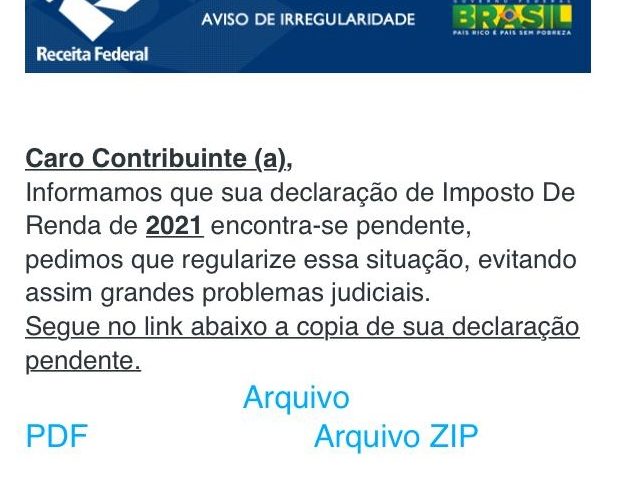 AVISO DE IRREGULARIDADE
BRASIL
PAÍS RICO É PAÍS SEM POBREZA
Receita Federal
Caro Contribuinte (a),
Informamos que sua declaração de Imposto De
Renda de 2021 encontra-se pendente,
pedimos que regularize essa situação, evitando
assim grandes problemas judiciais.
Segue no link abaixo a copia de sua declaração
pendente.
Arquivo
PDF Arquivo ZIP